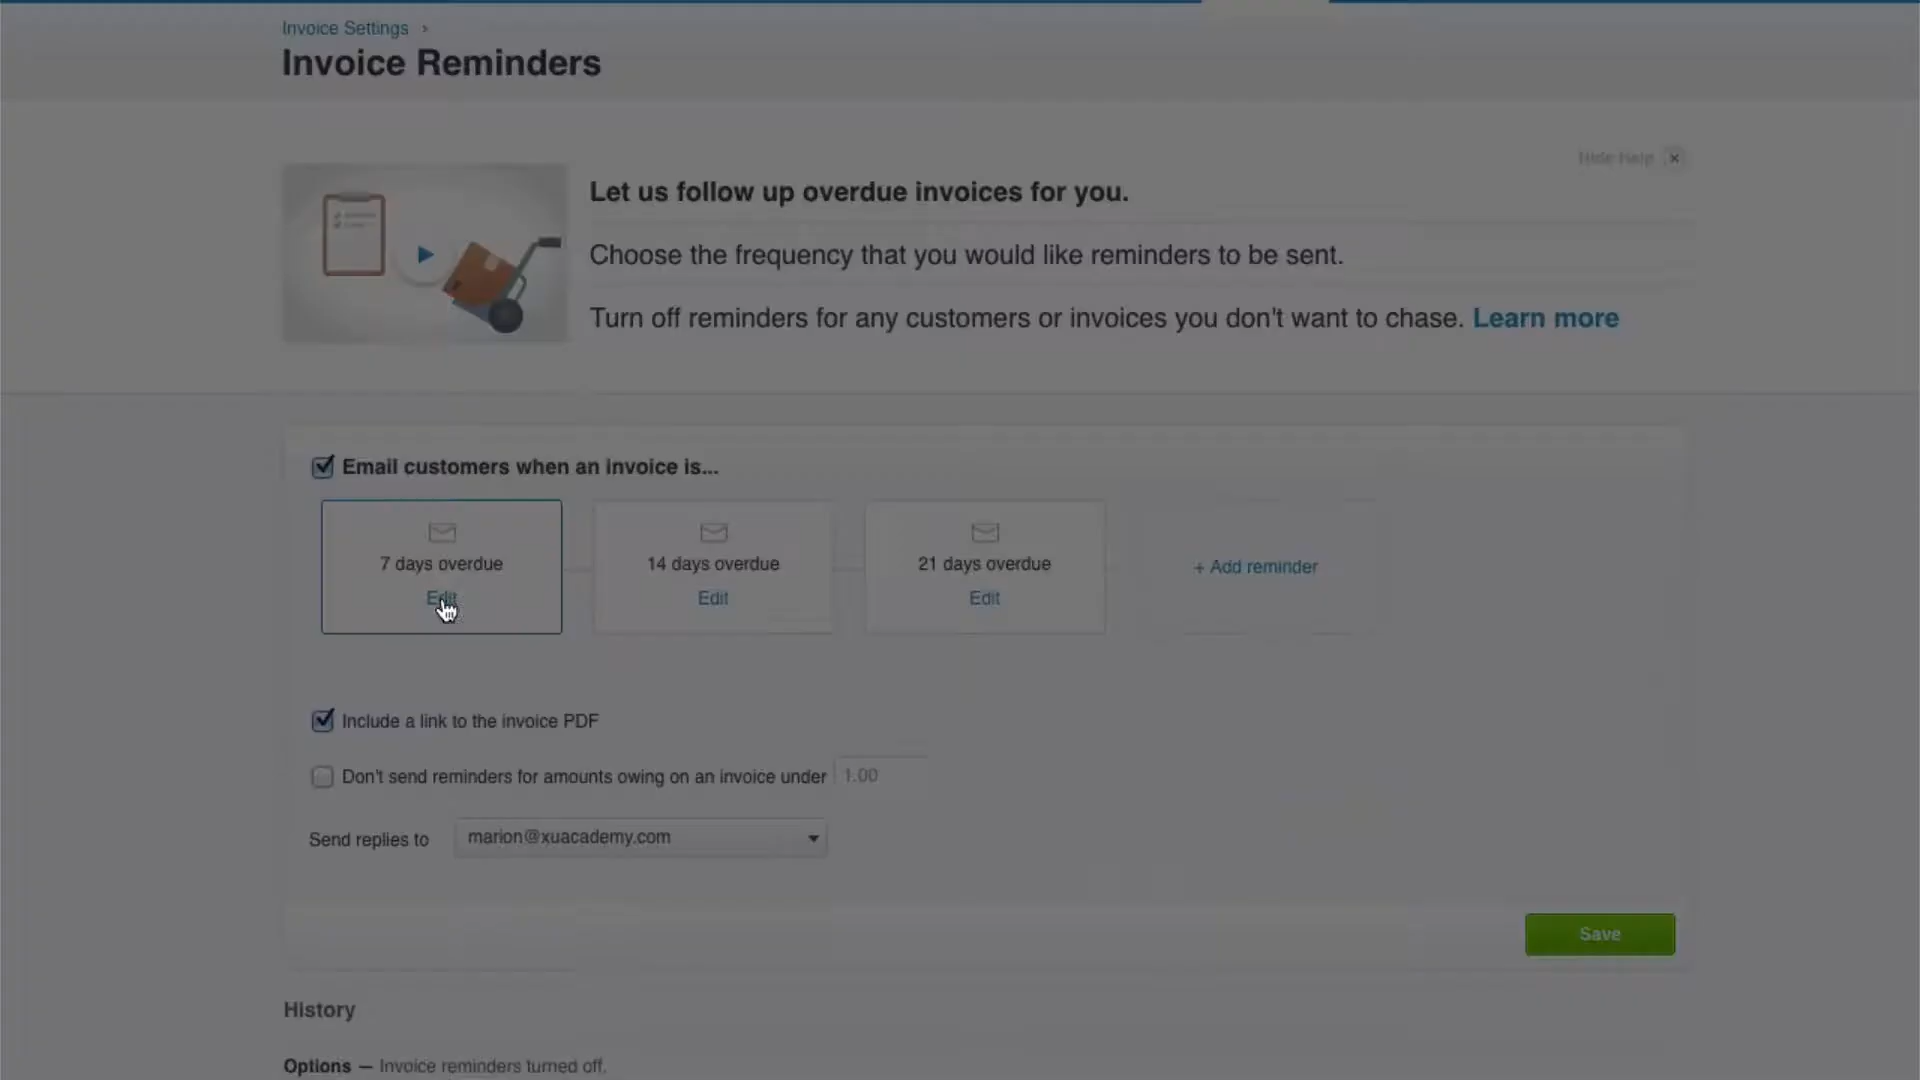 Invoice Settings ›
Invoice Reminders
Hide Help ×
Let us follow up overdue invoices for you.
Choose the frequency that you would like reminders to be sent.
Turn off reminders for any customers or invoices you don't want to chase. Learn more
Email customers when an invoice is...
7 days overdue
Edit
14 days overdue
Edit
21 days overdue
Edit
+ Add reminder
Include a link to the invoice PDF
Don't send reminders for amounts owing on an invoice under 1.00
Send replies to marion@xuacademy.com
Save
History
Options — Invoice reminders turned off.